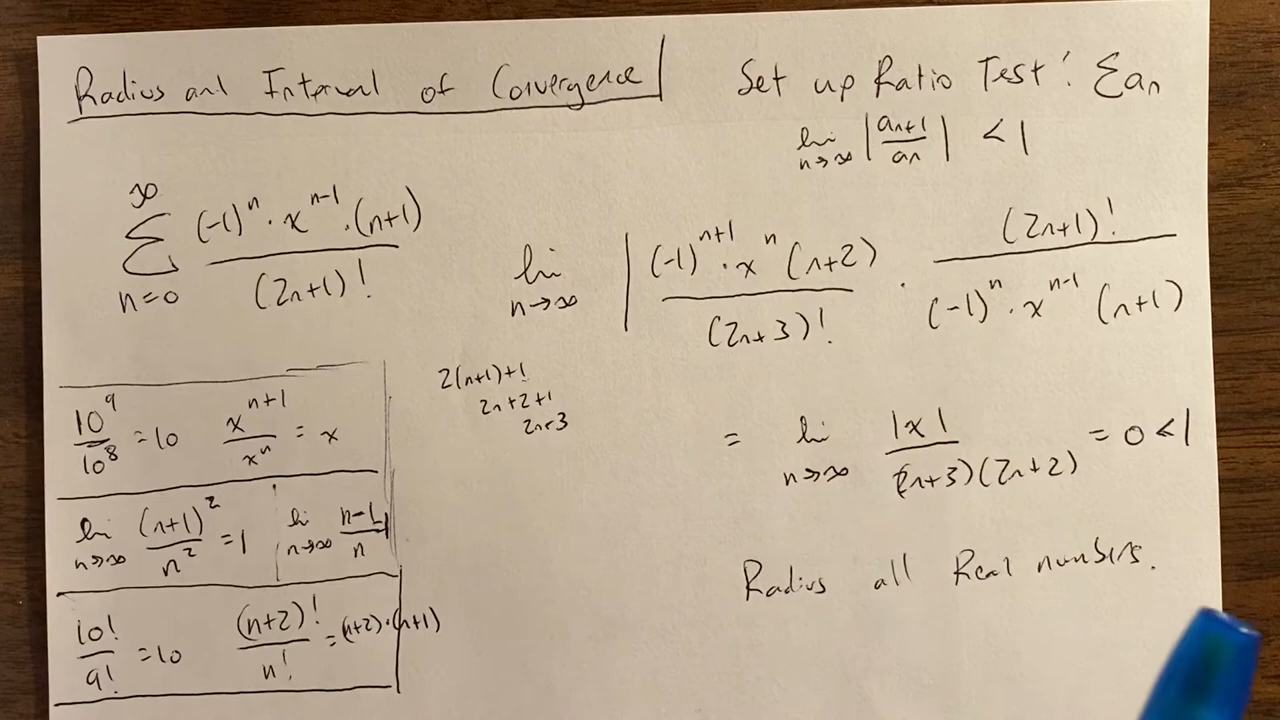 Radius and Interval of Convergence
Set up Ratio Test: Σan
lim n→∞ |an+1/an| < 1
∞ Σ n=0 (-1)^n · x^(n-1) · (n+1) / (2n+1)!
lim n→∞ | (-1)^(n+1) · x^n (n+2) / (2n+3)! · (2n+1)! / (-1)^n · x^(n-1) (n+1)
2(n+1)+1
2n+2+1
2n+3
= lim n→∞ |x| / (2n+3)(2n+2) = 0 < 1
Radius all Real numbers.
10^9/10^8 = 10 x^(n+1)/x^n = x
lim n→∞ (n+1)^2/n^2 = 1 lim n→∞ n-1/n
10!/9! = 10 (n+2)!/n! = (n+2)·(n+1)